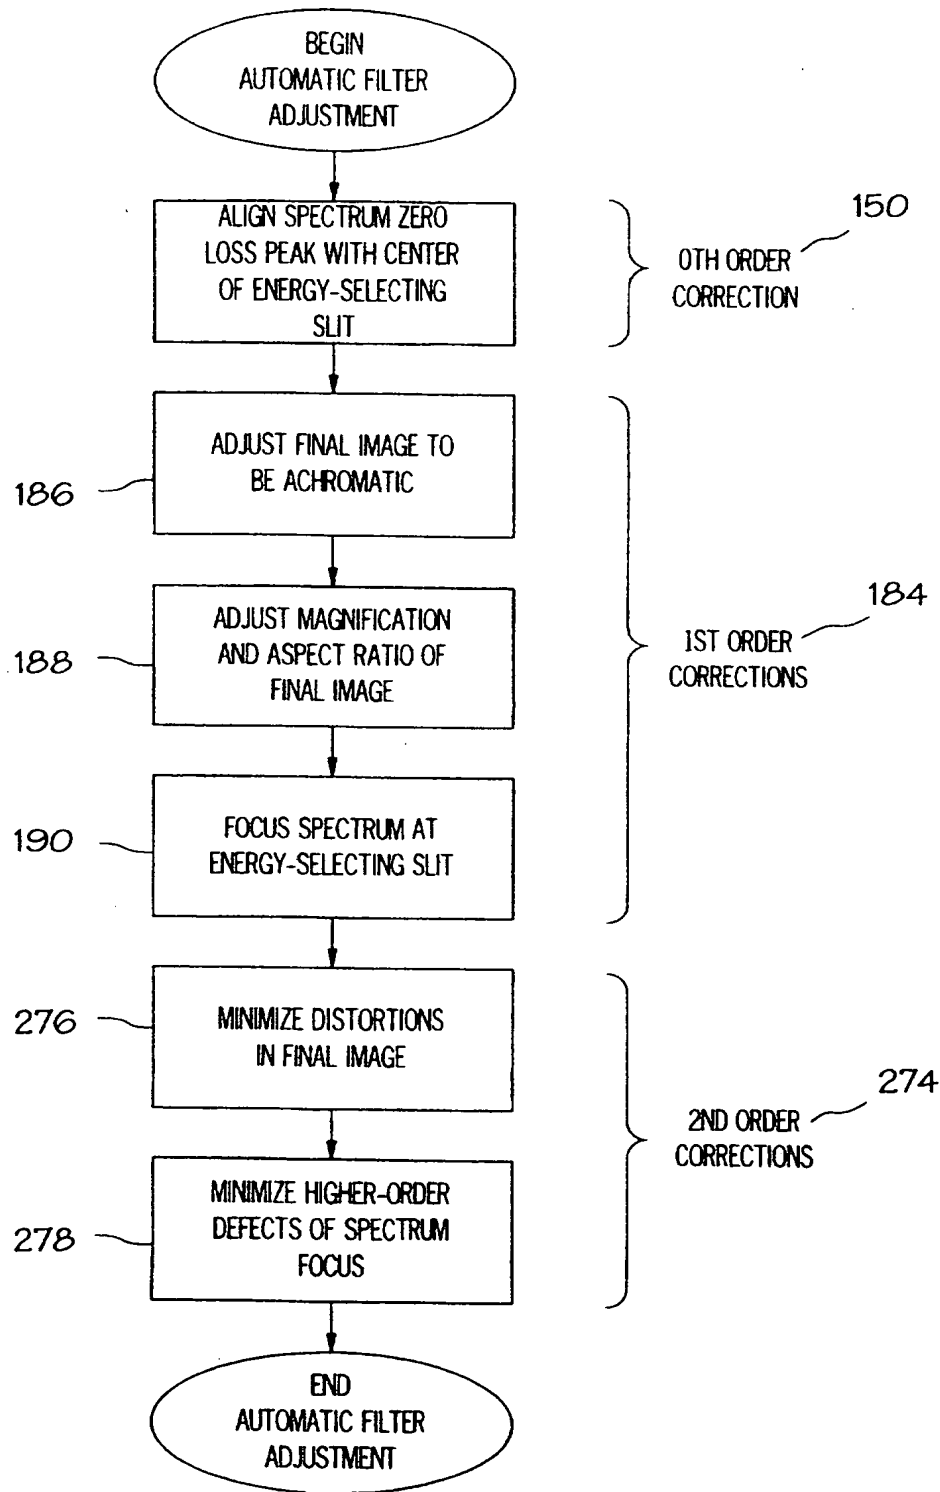 BEGIN
AUTOMATIC FILTER
ADJUSTMENT
ALIGN SPECTRUM ZERO
LOSS PEAK WITH CENTER
OF ENERGY-SELECTING
SLIT
150
0TH ORDER
CORRECTION
ADJUST FINAL IMAGE TO
BE ACHROMATIC
186
ADJUST MAGNIFICATION
AND ASPECT RATIO OF
FINAL IMAGE
188
184
1ST ORDER
CORRECTIONS
FOCUS SPECTRUM AT
ENERGY-SELECTING SLIT
190
MINIMIZE DISTORTIONS
IN FINAL IMAGE
276
274
2ND ORDER
CORRECTIONS
MINIMIZE HIGHER-ORDER
DEFECTS OF SPECTRUM
FOCUS
278
END
AUTOMATIC FILTER
ADJUSTMENT